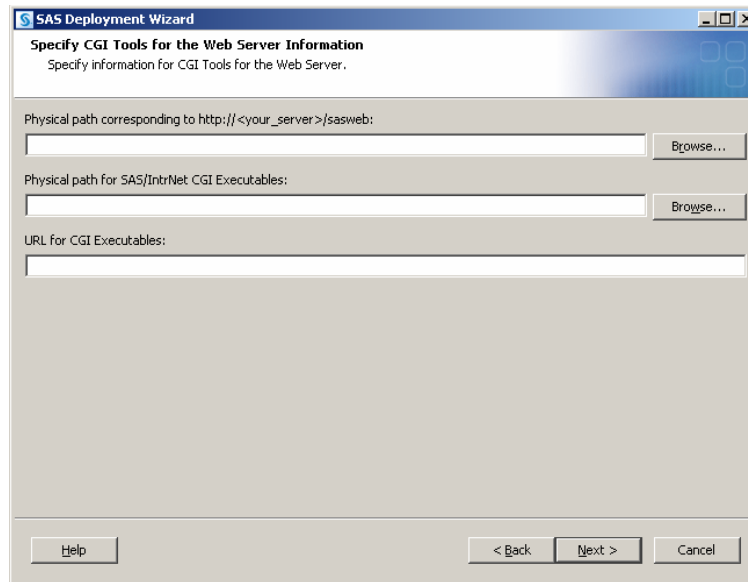 SAS Deployment Wizard
Specify CGI Tools for the Web Server Information
Specify information for CGI Tools for the Web Server.
Physical path corresponding to http://<your_server>/sasweb:
Browse...
Physical path for SAS/IntrNet CGI Executables:
Browse...
URL for CGI Executables:
Help
< Back
Next >
Cancel